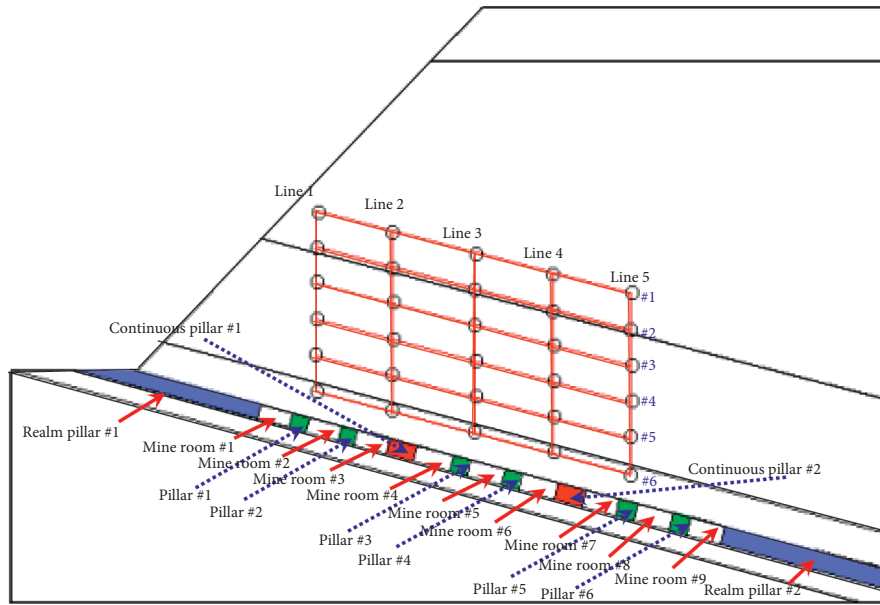 Line 1
Line 2
Line 3
Line 4
Line 5
#1
#2
#3
#4
#5
#6
Continuous pillar #1
Realm pillar #1
Mine room #1
Mine room #2
Mine room #3
Mine room #4
Mine room #5
Mine room #6
Mine room #7
Mine room #8
Mine room #9
Pillar #1
Pillar #2
Pillar #3
Pillar #4
Pillar #5
Pillar #6
Continuous pillar #2
Realm pillar #2